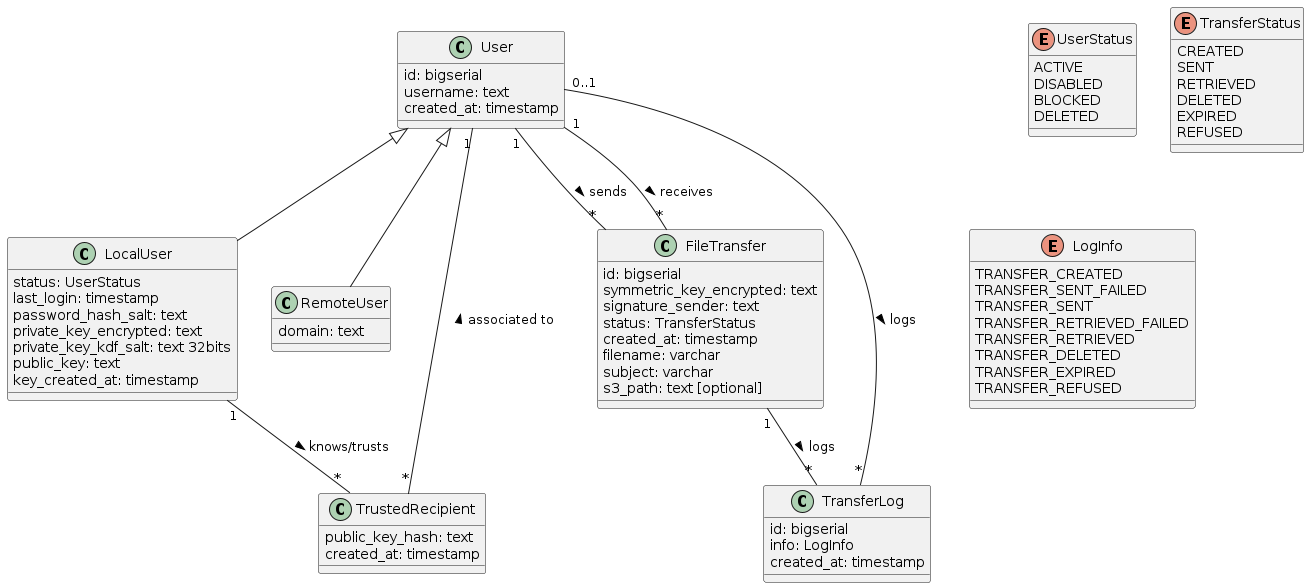 C User
id: bigserial
username: text
created_at: timestamp
0..1
1
1
1
E UserStatus
ACTIVE
DISABLED
BLOCKED
DELETED
E TransferStatus
CREATED
SENT
RETRIEVED
DELETED
EXPIRED
REFUSED
sends
receives
*
*
C LocalUser
status: UserStatus
last_login: timestamp
password_hash_salt: text
private_key_encrypted: text
private_key_kdf_salt: text 32bits
public_key: text
key_created_at: timestamp
C RemoteUser
domain: text
associated to
C FileTransfer
id: bigserial
symmetric_key_encrypted: text
signature_sender: text
status: TransferStatus
created_at: timestamp
filename: varchar
subject: varchar
s3_path: text [optional]
logs
E LogInfo
TRANSFER_CREATED
TRANSFER_SENT_FAILED
TRANSFER_SENT
TRANSFER_RETRIEVED_FAILED
TRANSFER_RETRIEVED
TRANSFER_DELETED
TRANSFER_EXPIRED
TRANSFER_REFUSED
1
knows/trusts
*
*
1
logs
*
*
C TrustedRecipient
public_key_hash: text
created_at: timestamp
C TransferLog
id: bigserial
info: LogInfo
created_at: timestamp